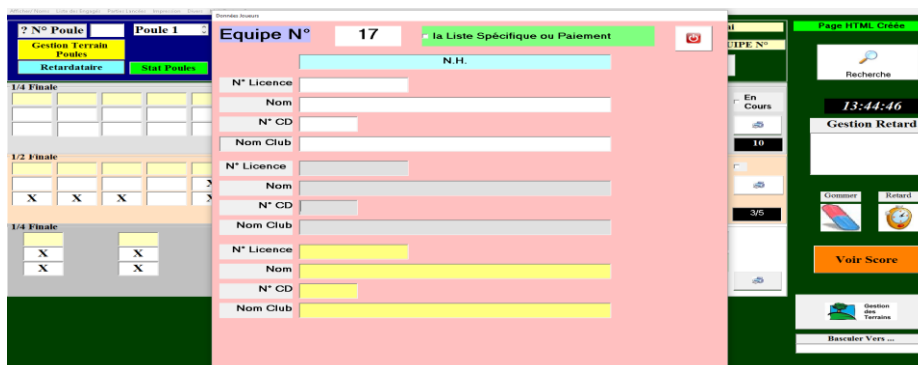 Données Joueurs
? N° Poule
Poule 1
Gestion Terrain
Poules
Retardataire
Stat Poules
1/4 Finale
1/2 Finale
X X X
1/4 Finale
X X
X X
Equipe N°
17
la Liste Spécifique ou Paiement
N.H.
N° Licence
Nom
N° CD
Nom Club
N° Licence
Nom
N° CD
Nom Club
N° Licence
Nom
N° CD
Nom Club
UIPE N°
En
Cours
10
3/5
Page HTML Créée
Recherche
13:44:46
Gestion Retard
Gommer
Retard
Voir Score
Gestion
des
Terrains
Basculer Vers ...